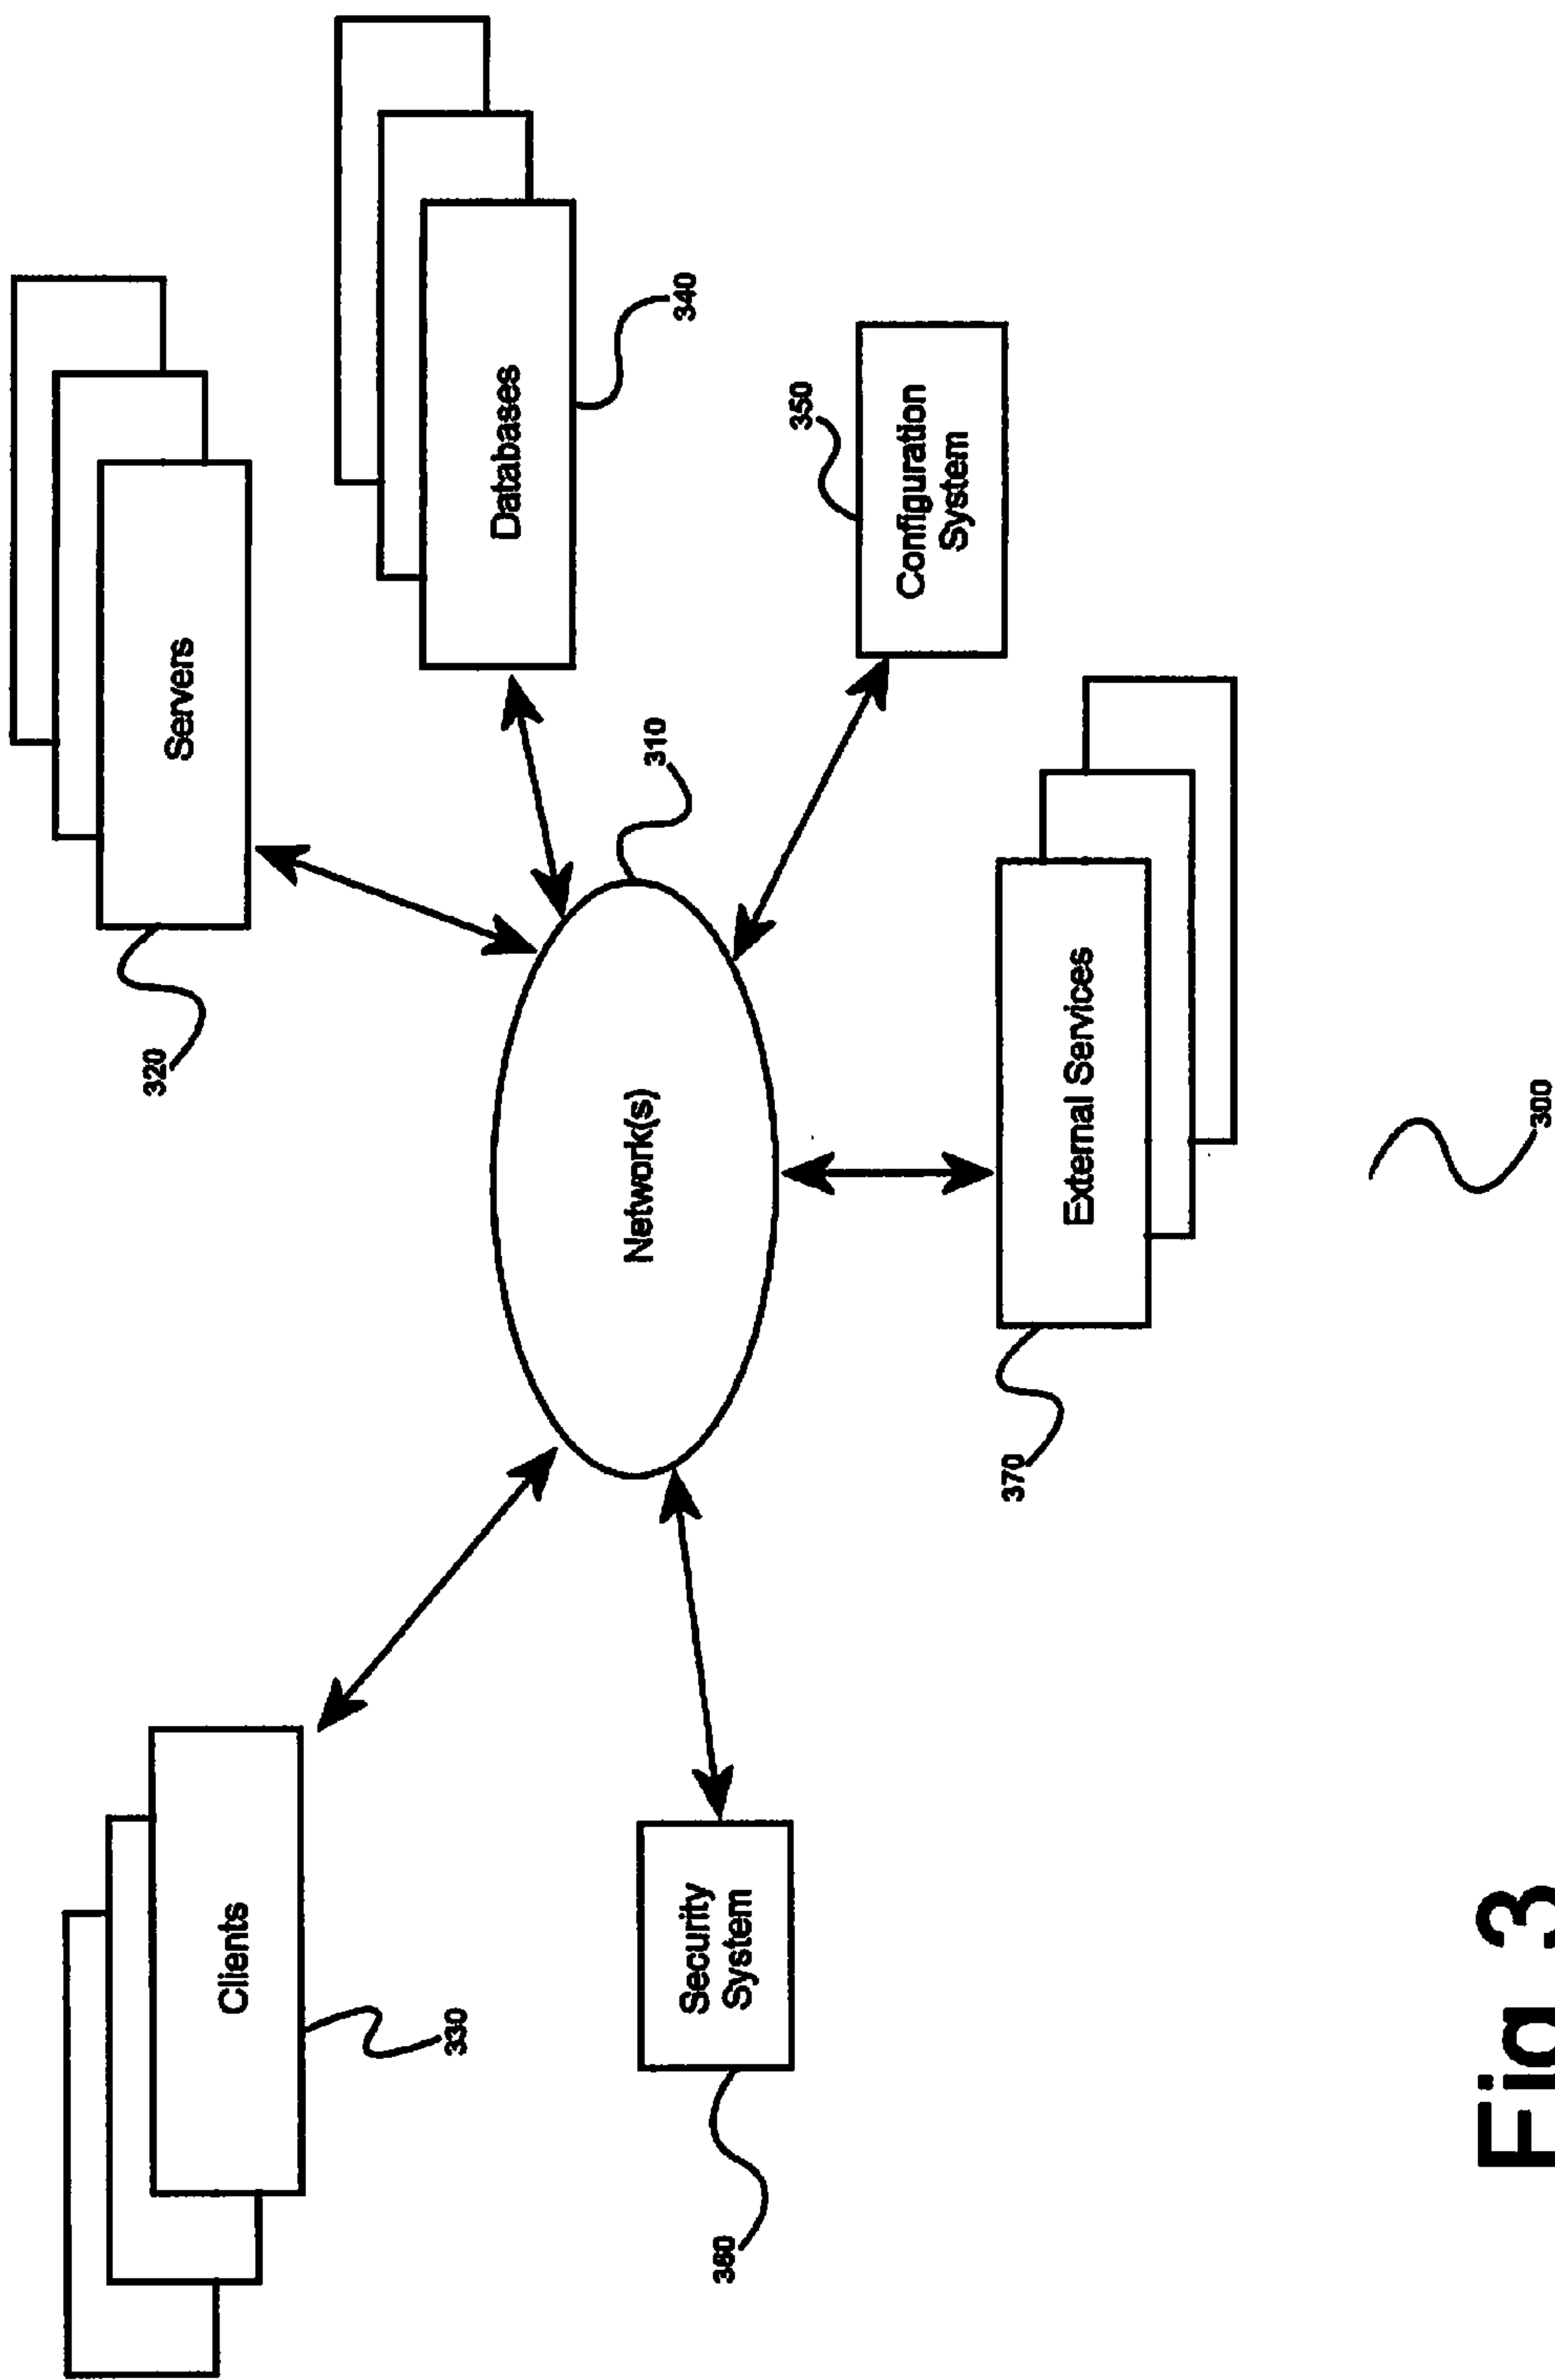 320
Servers
Clients
330
Databases
340
Network(s)
310
Security
System
360
350
Configuration
System
370
External Services
300
Fig 3